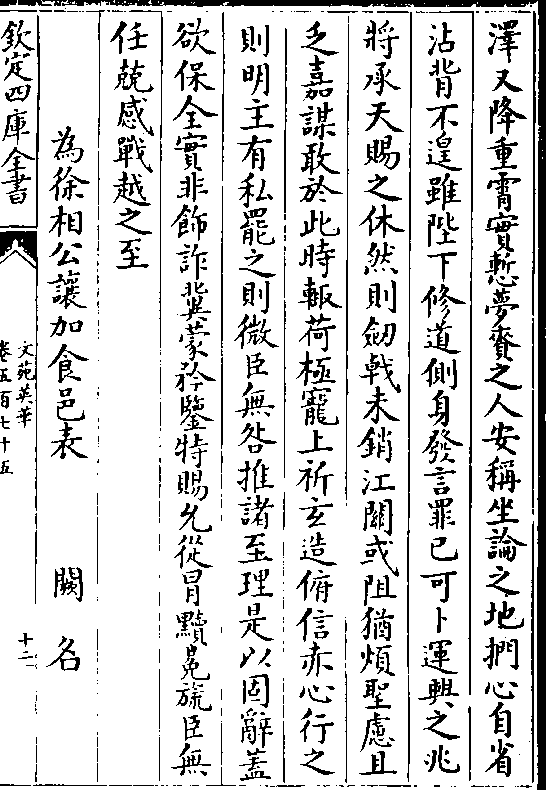 澤又降重霄實慙夢賚之人安稱坐論之地捫心自省
沾背不遑雖陛下修道側身發言罪已可卜運興之兆
將承天賜之休然則劒戟未銷江關或阻猶煩聖慮且
乏嘉謀敢於此時輙荷極寵上祈玄造俯信赤心行之
則明主有私罷之則微臣無咎推諸至理是以固辭蓋
欲保全實非飾詐冀蒙矜鑒特賜允從冒黷冕旒臣無
任兢感戰越之至
為徐相公讓加食邑表 闕名
欽定四庫全書
文苑英華
卷五百七十五
十二